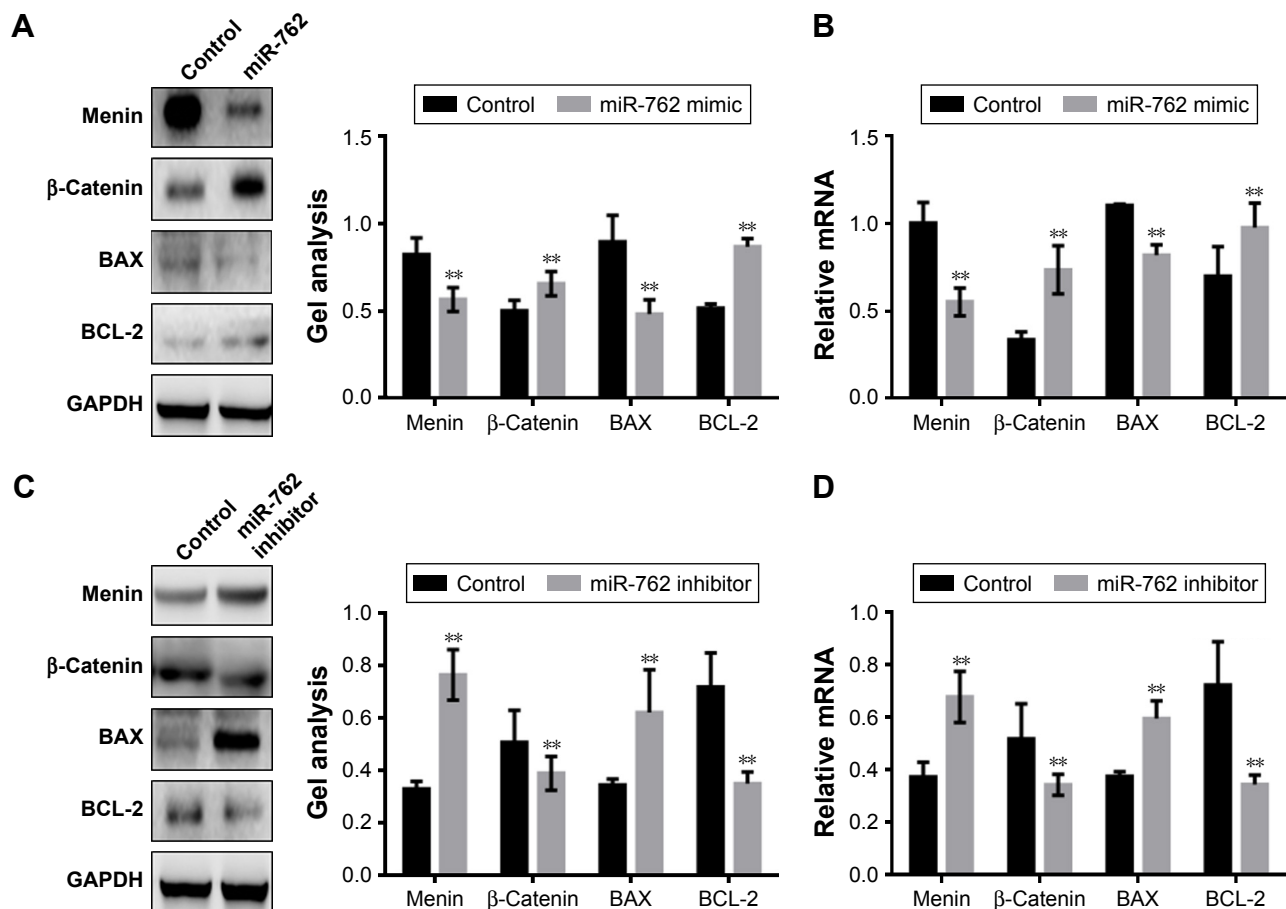 A
Control
miR-762
Menin
β-Catenin
BAX
BCL-2
GAPDH
Control
miR-762 mimic
Gel analysis
1.5
1.0
0.5
0.0
**
**
**
**
Menin
β-Catenin
BAX
BCL-2
B
Control
miR-762 mimic
Relative mRNA
1.5
1.0
0.5
0.0
**
**
**
**
Menin
β-Catenin
BAX
BCL-2
C
Control
miR-762
inhibitor
Menin
β-Catenin
BAX
BCL-2
GAPDH
Control
miR-762 inhibitor
Gel analysis
1.0
0.8
0.6
0.4
0.2
0.0
**
**
**
**
Menin
β-Catenin
BAX
BCL-2
D
Control
miR-762 inhibitor
Relative mRNA
1.0
0.8
0.6
0.4
0.2
0.0
**
**
**
**
Menin
β-Catenin
BAX
BCL-2